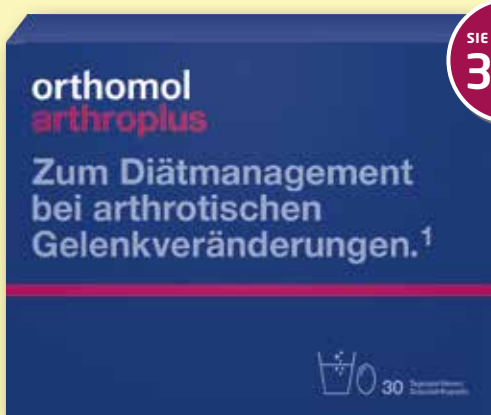 SIE
3
orthomol
arthroplus
Zum Diätmanagement
bei arthrotischen
Gelenkveränderungen.¹
30